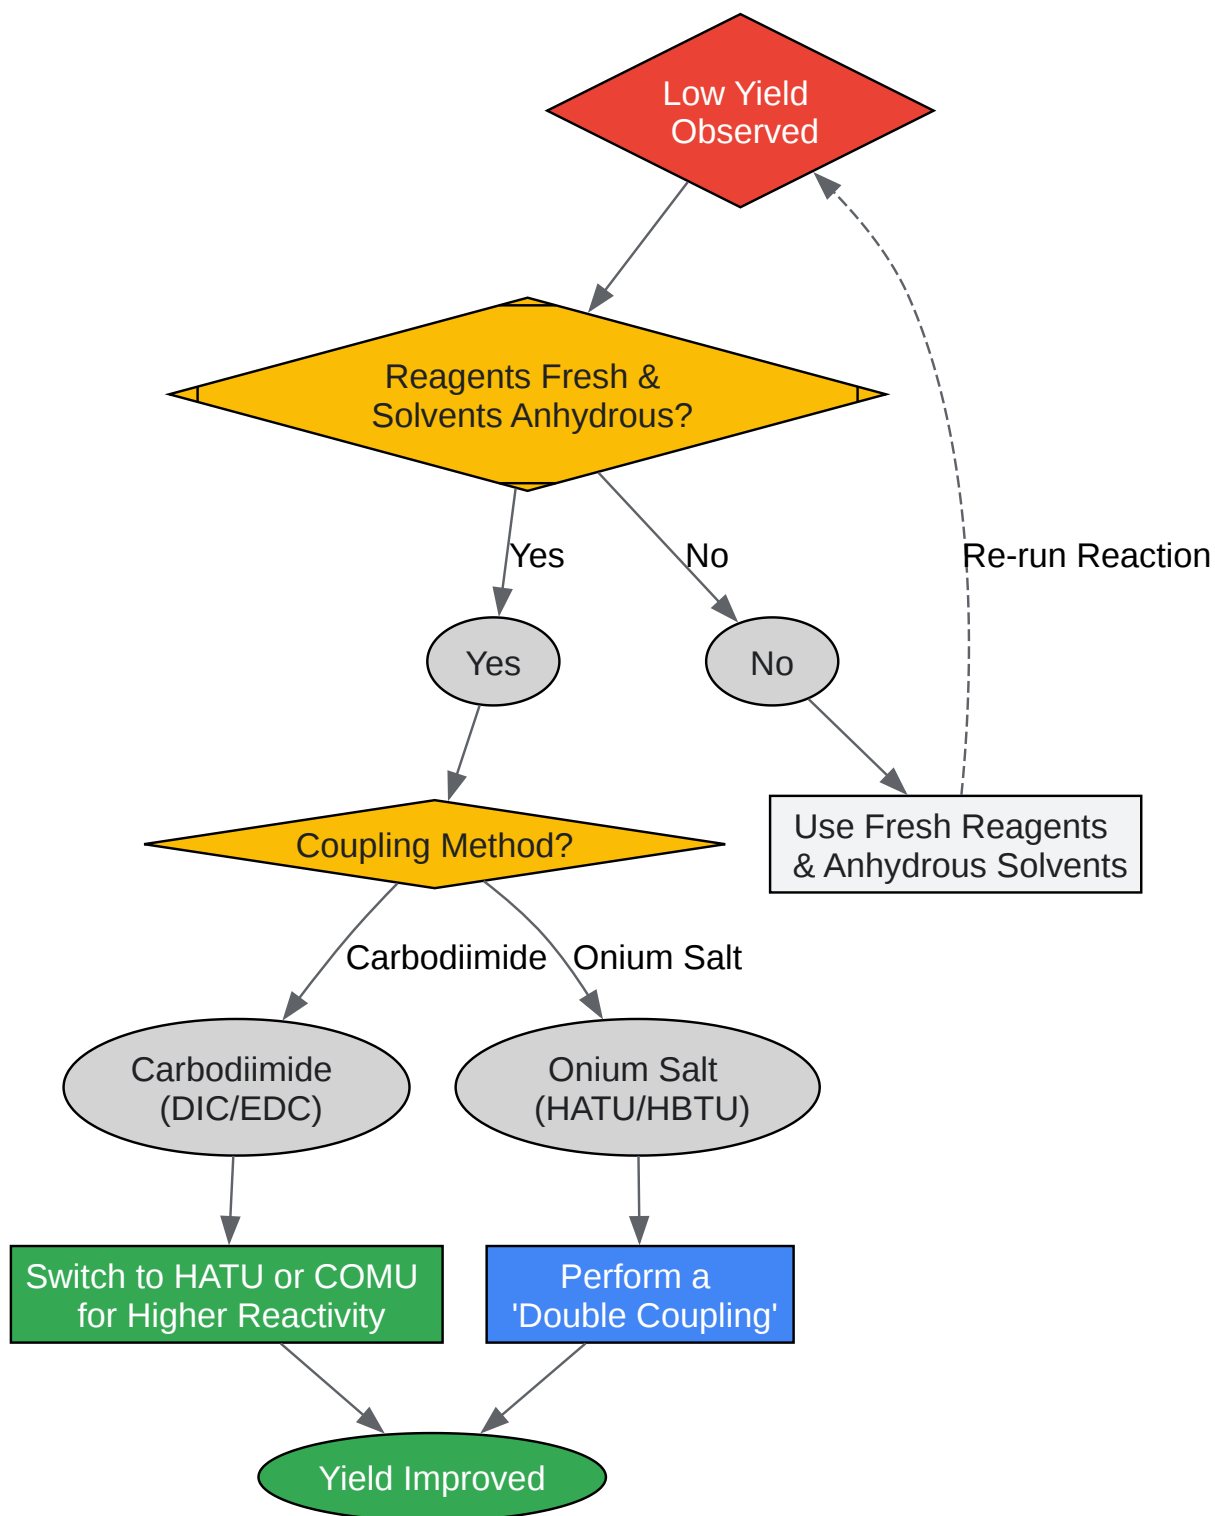 Low Yield
Observed
Reagents Fresh &
Solvents Anhydrous?
Yes
No
Re-run Reaction
Yes
No
Use Fresh Reagents
& Anhydrous Solvents
Coupling Method?
Carbodiimide
Onium Salt
Carbodiimide
(DIC/EDC)
Onium Salt
(HATU/HBTU)
Switch to HATU or COMU
for Higher Reactivity
Perform a
'Double Coupling'
Yield Improved